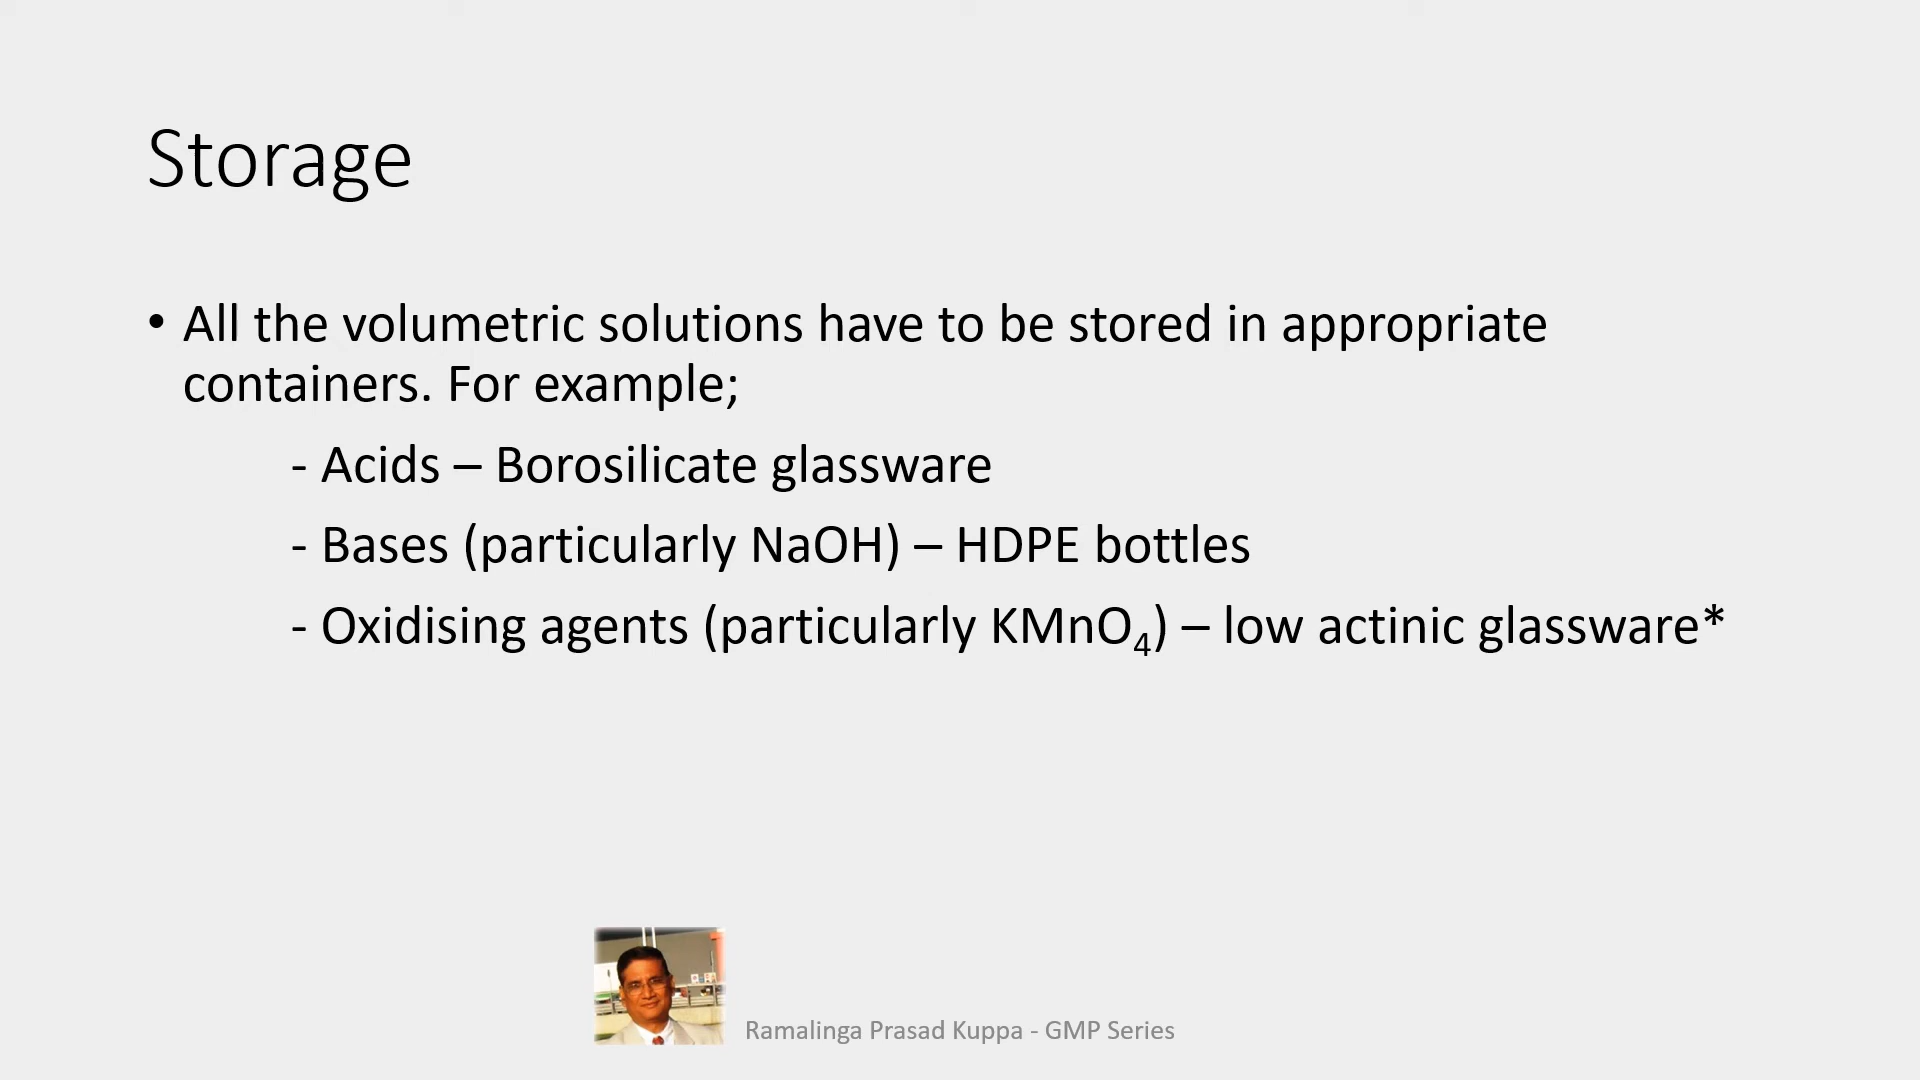 Storage
• All the volumetric solutions have to be stored in appropriate
containers. For example;
- Acids – Borosilicate glassware
- Bases (particularly NaOH) – HDPE bottles
- Oxidising agents (particularly KMnO₄) – low actinic glassware*
Ramalinga Prasad Kuppa - GMP Series